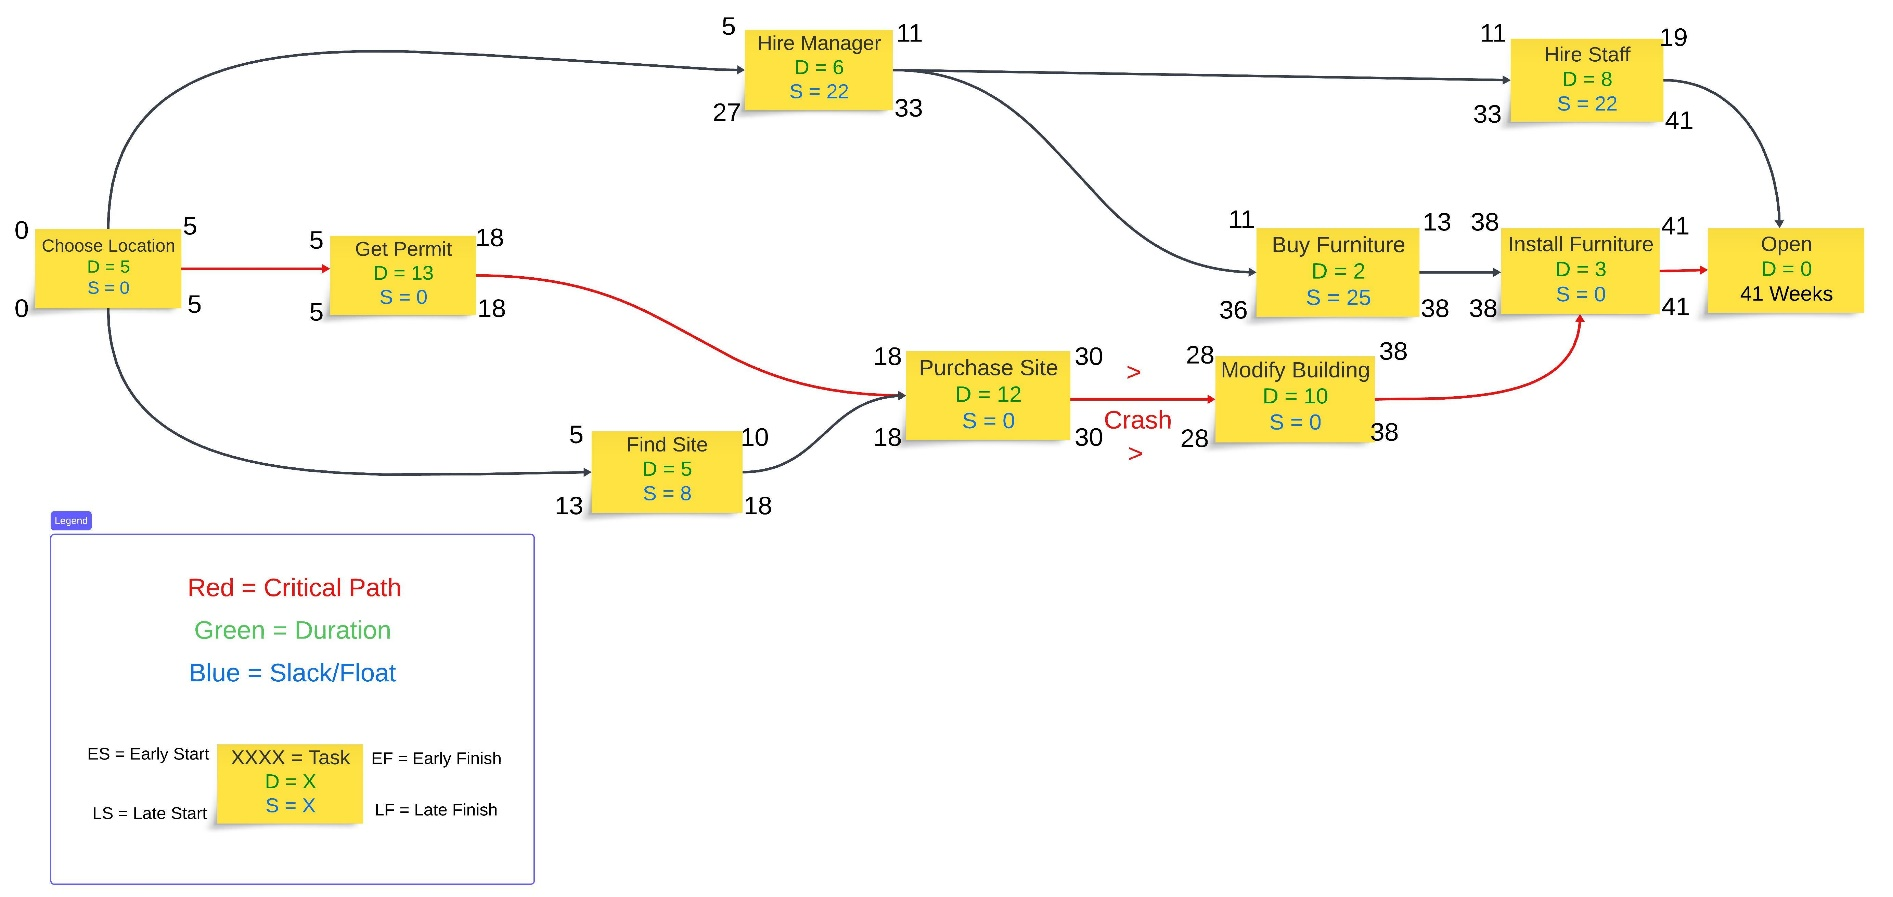 5
Hire Manager
D = 6
S = 22
11
27
33
11
Hire Staff
D = 8
S = 22
19
33
41
0
Choose Location
D = 5
S = 0
5
0
5
5
Get Permit
D = 13
S = 0
18
5
18
11
Buy Furniture
D = 2
S = 25
13
36
38
38
Install Furniture
D = 3
S = 0
41
38
41
Open
D = 0
41 Weeks
18
Purchase Site
D = 12
S = 0
30
18
30
>
Crash
>
28
Modify Building
D = 10
S = 0
38
28
38
5
Find Site
D = 5
S = 8
10
13
18
Legend
Red = Critical Path
Green = Duration
Blue = Slack/Float
ES = Early Start
XXXX = Task
D = X
S = X
EF = Early Finish
LS = Late Start
LF = Late Finish